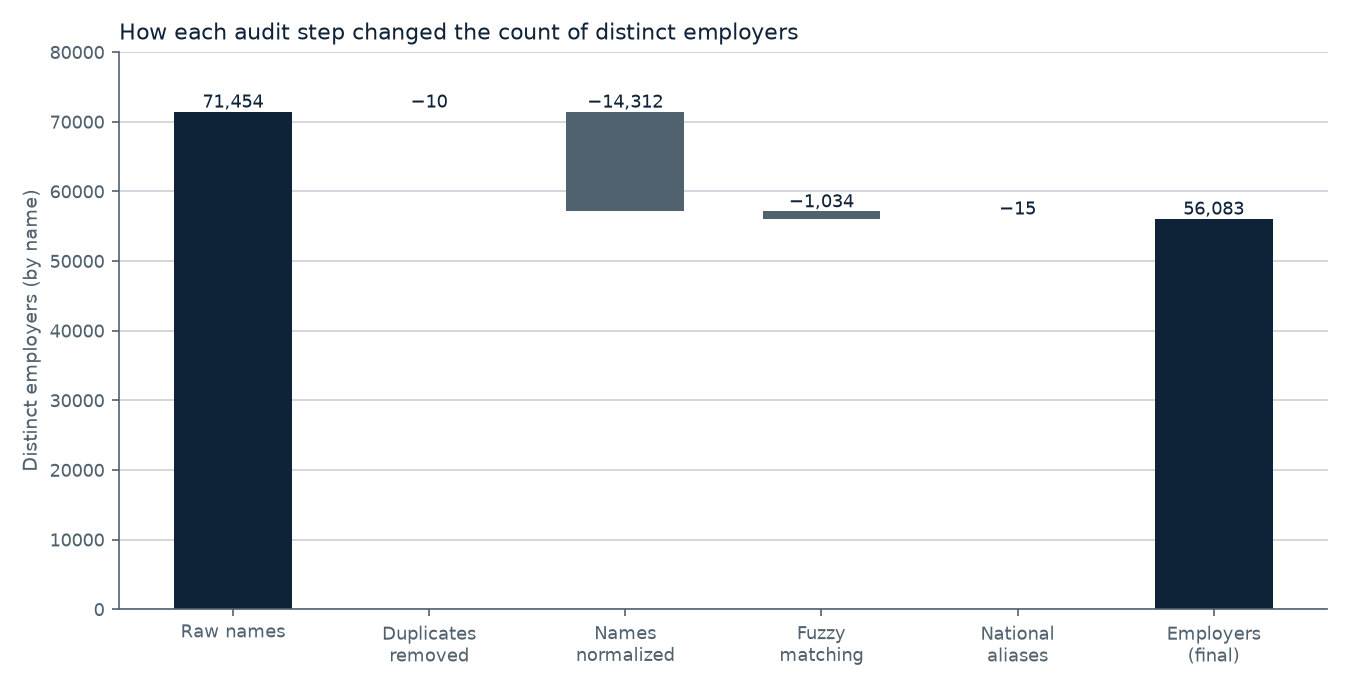 How each audit step changed the count of distinct employers
Distinct employers (by name)
80000
70000
60000
50000
40000
30000
20000
10000
0
71,454
−10
−14,312
−1,034
−15
56,083
Raw names
Duplicates
removed
Names
normalized
Fuzzy
matching
National
aliases
Employers
(final)